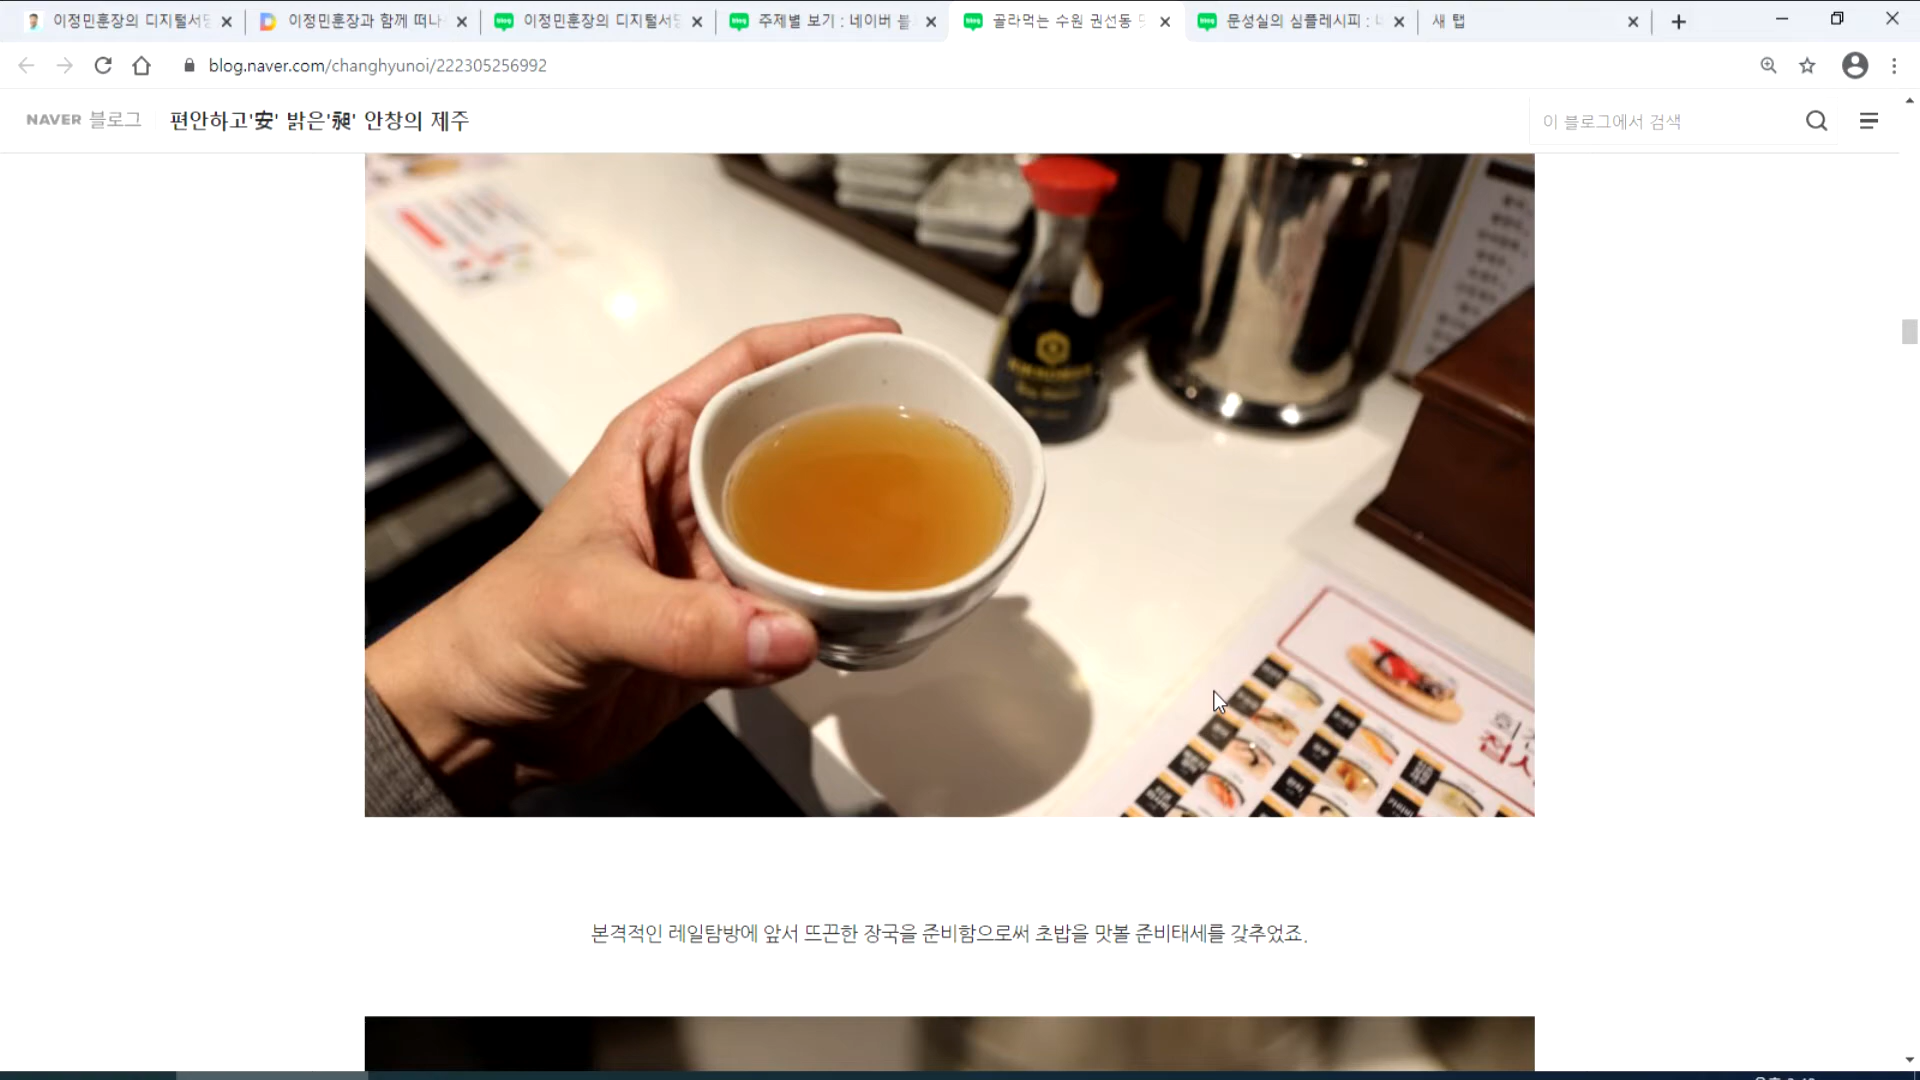 이정민훈장의 디지털서당
이정민훈장과 함께 떠나
이정민훈장의 디지털서당
주제별 보기 : 네이버 블
골라먹는 수원 권선동
문성실의 심플레시피 :
새 탭
blog.naver.com/changhyunoi/222305256992
NAVER 블로그
편안하고'安' 밝은'昶' 안창의 제주
이 블로그에서 검색
본격적인 레일탐방에 앞서 뜨끈한 장국을 준비함으로써 초밥을 맛볼 준비태세를 갖추었죠.